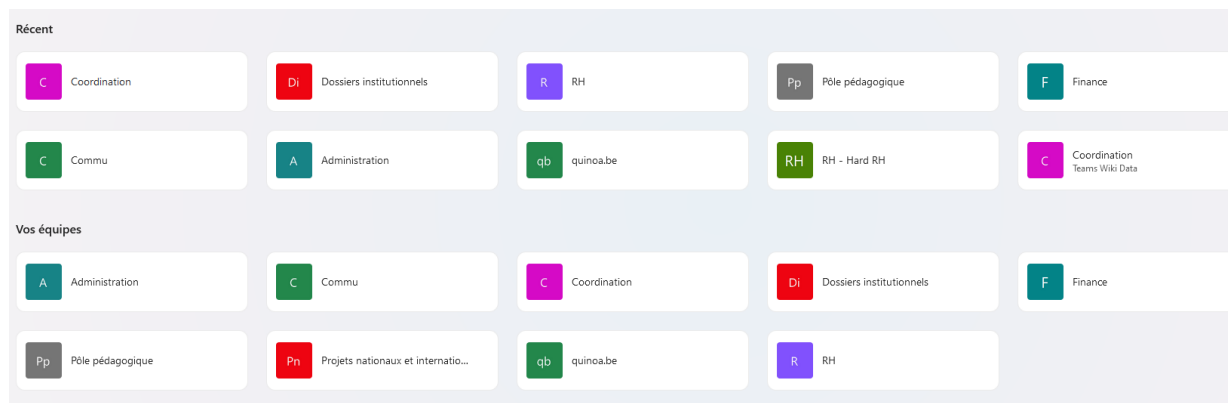 Récent
C Coordination
Di Dossiers institutionnels
R RH
Pp Pôle pédagogique
F Finance
C Commu
A Administration
qb quinoa.be
RH RH - Hard RH
C Coordination
Teams Wiki Data
Vos équipes
A Administration
C Commu
C Coordination
Di Dossiers institutionnels
F Finance
Pp Pôle pédagogique
Pn Projets nationaux et internatio...
qb quinoa.be
R RH